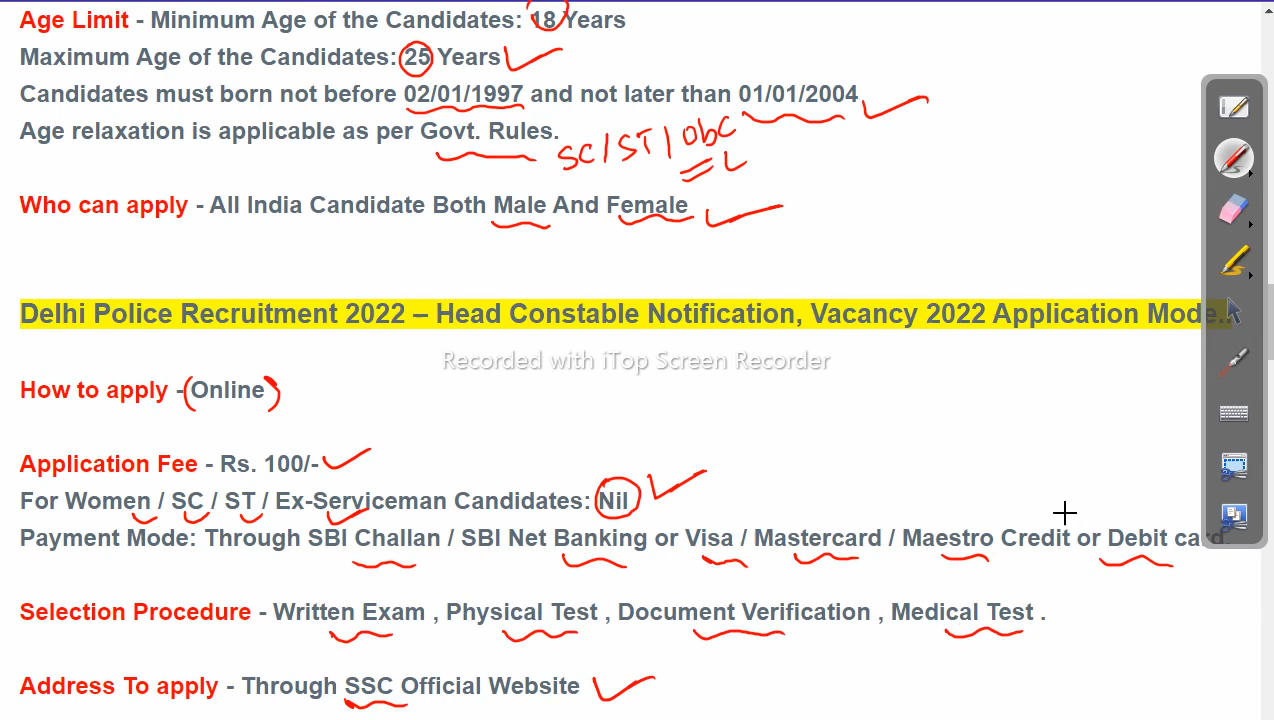 Age Limit - Minimum Age of the Candidates: 18 Years
Maximum Age of the Candidates: 25 Years
Candidates must born not before 02/01/1997 and not later than 01/01/2004
Age relaxation is applicable as per Govt. Rules.
SC/ST/Obc
Who can apply - All India Candidate Both Male And Female
Delhi Police Recruitment 2022 – Head Constable Notification, Vacancy 2022 Application Mode..
Recorded with iTop Screen Recorder
How to apply -(Online)
Application Fee - Rs. 100/-
For Women / SC / ST / Ex-Serviceman Candidates: Nil
Payment Mode: Through SBI Challan / SBI Net Banking or Visa / Mastercard / Maestro Credit or Debit card.
Selection Procedure - Written Exam , Physical Test , Document Verification , Medical Test .
Address To apply - Through SSC Official Website